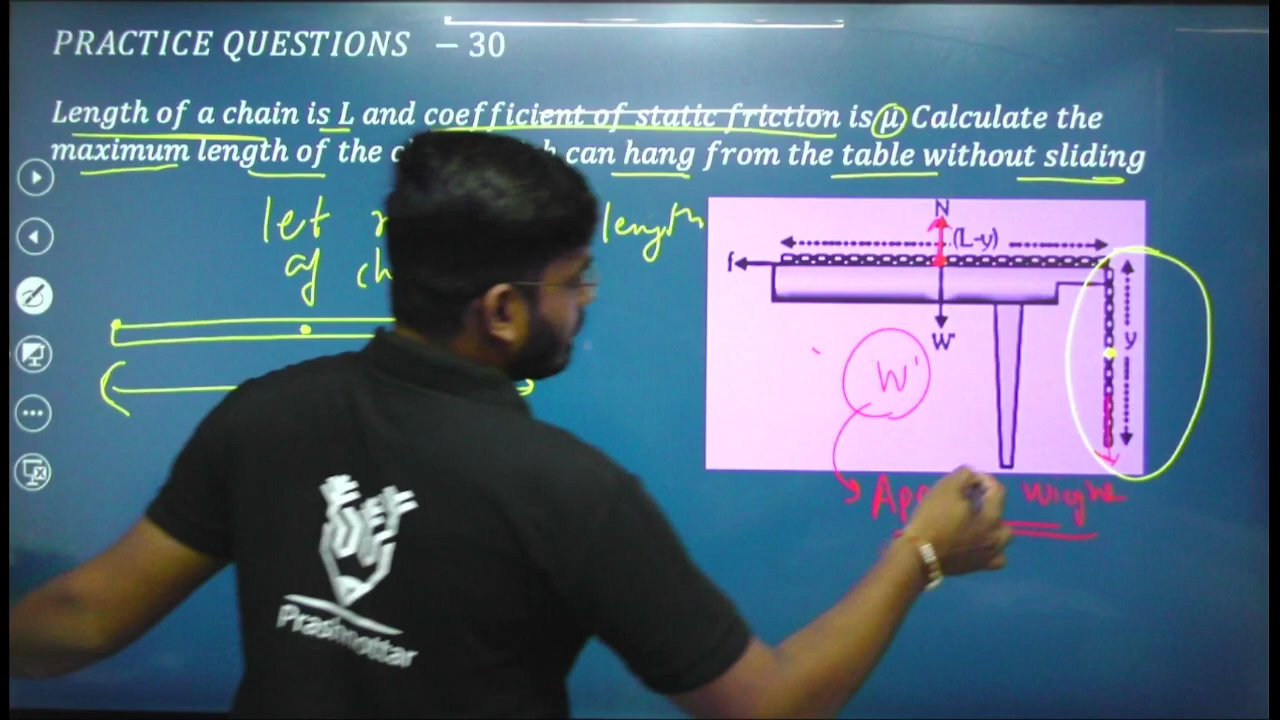 PRACTICE QUESTIONS – 30
Length of a chain is L and coefficient of static friction is μ Calculate the
maximum length of the can hang from the table without sliding
let length
of
N
(L-y)
f
y
W
W'
Prashnottar